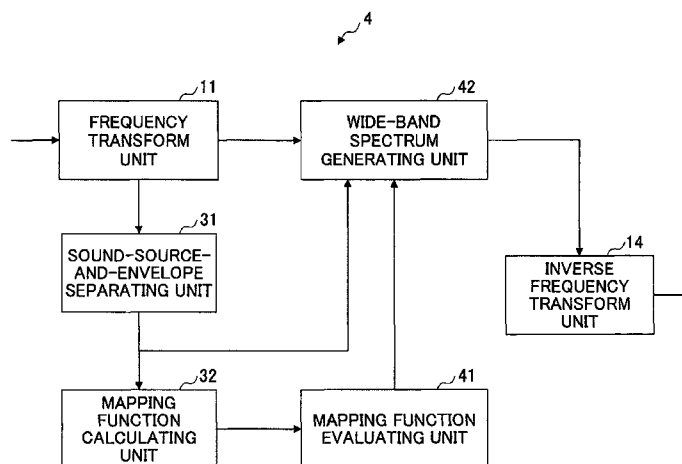 4
11
FREQUENCY
TRANSFORM
UNIT
42
WIDE-BAND
SPECTRUM
GENERATING UNIT
31
SOUND-SOURCE-
AND-ENVELOPE
SEPARATING UNIT
14
INVERSE
FREQUENCY
TRANSFORM
UNIT
32
MAPPING
FUNCTION
CALCULATING
UNIT
41
MAPPING FUNCTION
EVALUATING UNIT